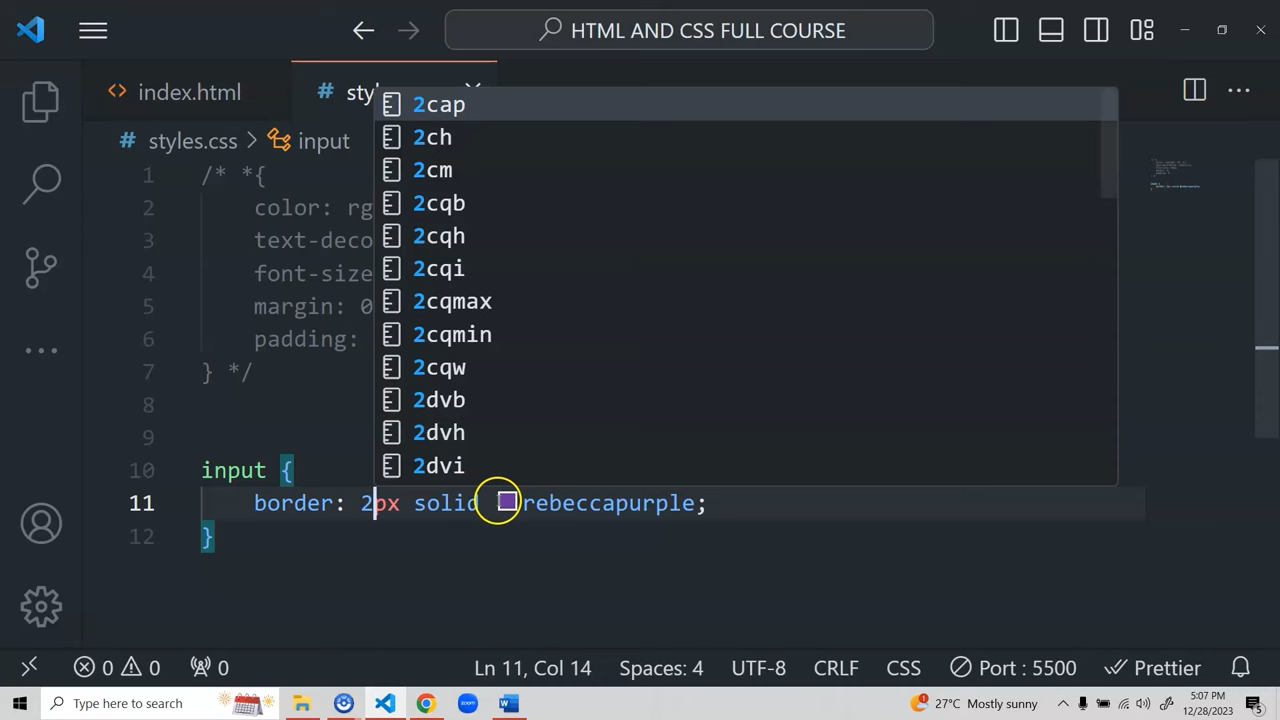 HTML AND CSS FULL COURSE
index.html
# sty
# styles.css > input
1 /* *{
2 color: rg
3 text-deco
4 font-size
5 margin: 0
6 padding:
7 } */
8
9
10 input {
11 border: 2px solid rebeccapurple;
12 }
2cap
2ch
2cm
2cqb
2cqh
2cqi
2cqmax
2cqmin
2cqw
2dvb
2dvh
2dvi
0 0 0 Ln 11, Col 14 Spaces: 4 UTF-8 CRLF CSS Port : 5500 Prettier
Type here to search 27°C Mostly sunny 5:07 PM
12/28/2023 5